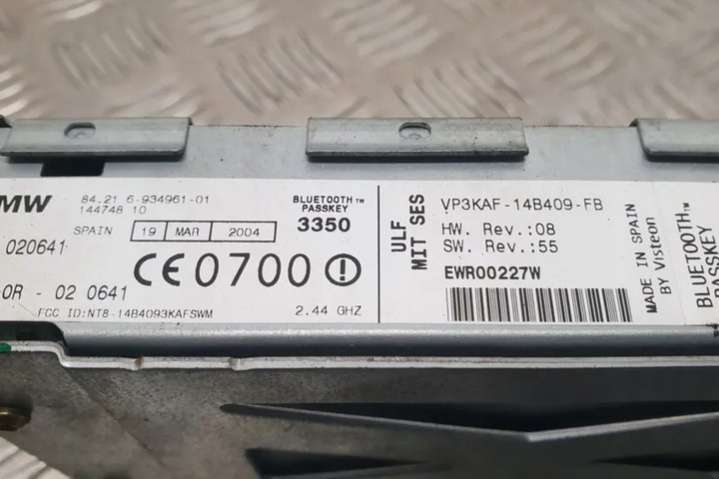 MW
84.21 6-934961-01
144748 10
SPAIN
19 MAR 2004
BLUETOOTH™
PASSKEY
3350
020641
CE0700
OR - 02 0641
FCC ID:NT8-14B4093KAFSWM
2.44 GHZ
ULF
MIT SES
VP3KAF-14B409-FB
HW. Rev.:08
SW. Rev.:55
EWR00227W
MADE IN SPAIN
BY Visteon
BLUETOOTH™
PASSKEY